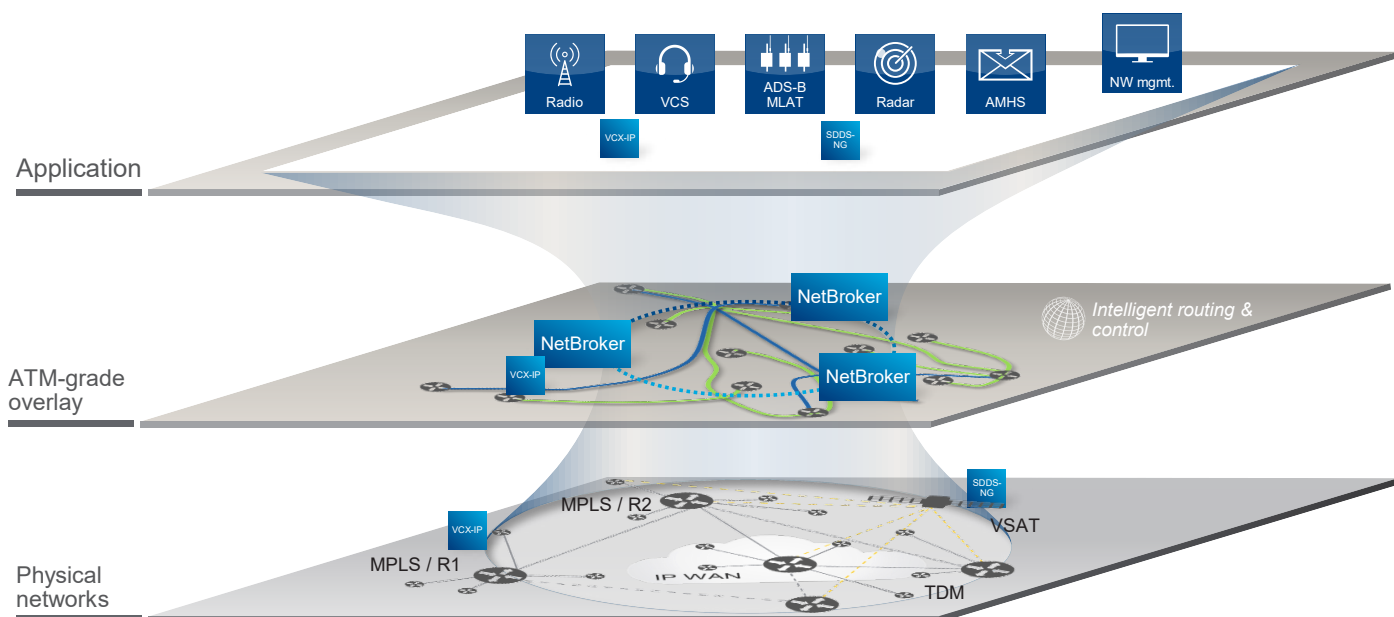 Radio
VCS
ADS-B
MLAT
Radar
AMHS
NW mgmt.
VCX-IP
SDDS-
NG
Application
NetBroker
Intelligent routing &
control
NetBroker
VCX-IP
NetBroker
ATM-grade
overlay
SDDS-
NG
MPLS / R2
VSAT
VCX-IP
MPLS / R1
IP WAN
TDM
Physical
networks